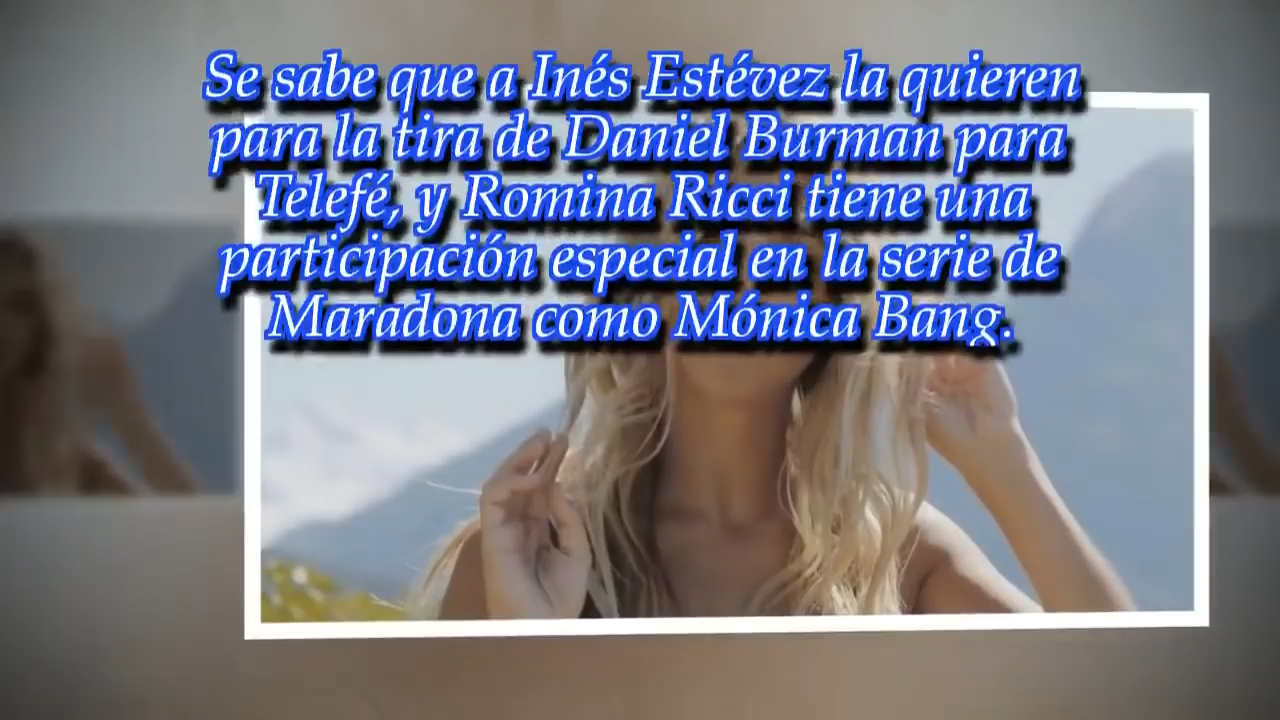 Se sabe que a Inés Estévez la quieren
para la tira de Daniel Burman para
Telefé, y Romina Ricci tiene una
participación especial en la serie de
Maradona como Mónica Bang.